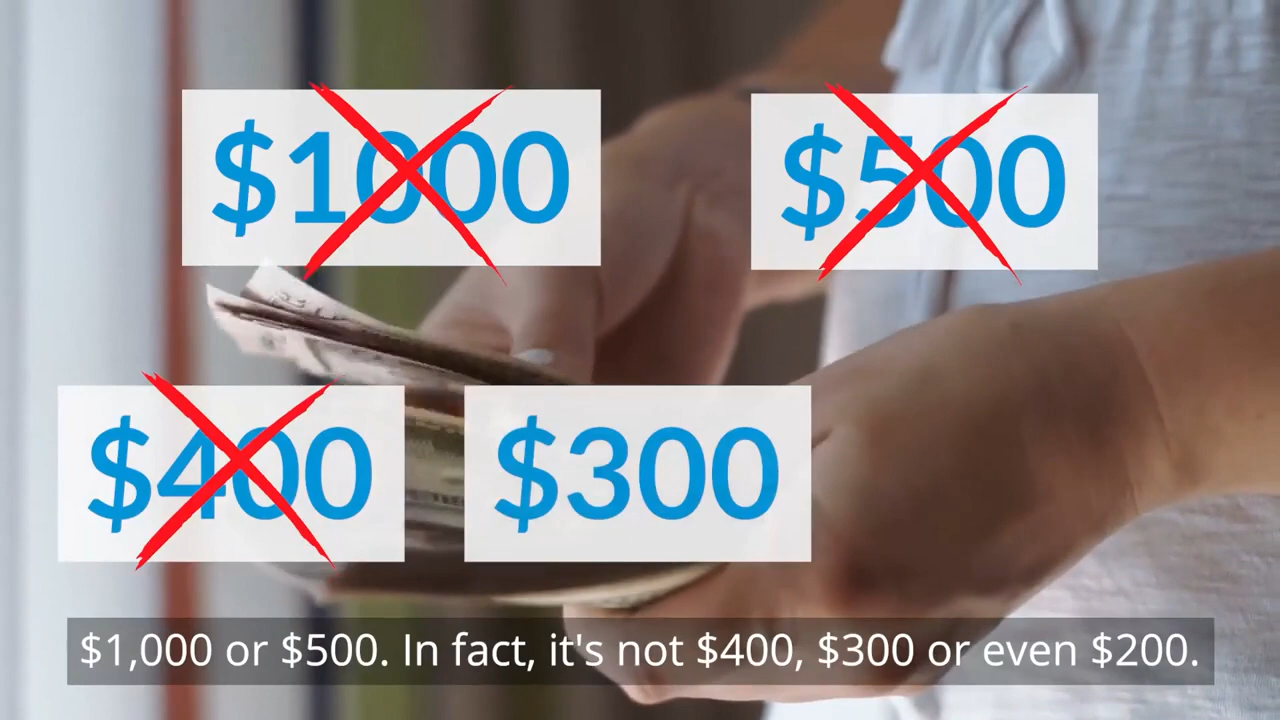 $1000
$500
$400
$300
$1,000 or $500. In fact, it's not $400, $300 or even $200.